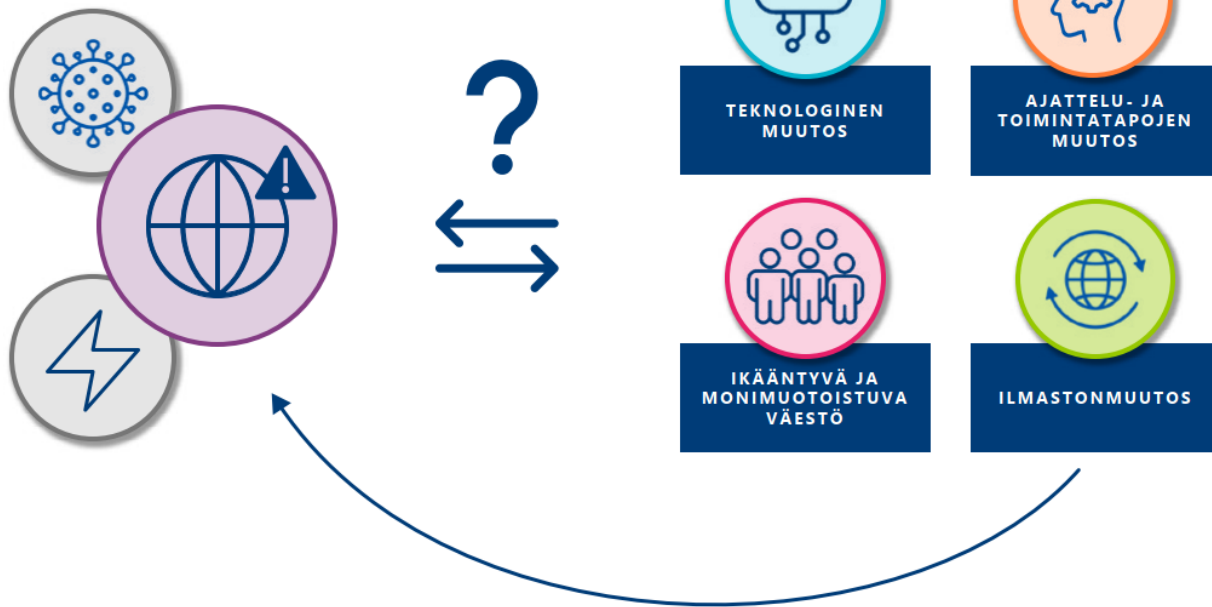 ?
TEKNOLOGINEN
MUUTOS
AJATTELU- JA
TOIMINTATAPOJEN
MUUTOS
IKÄÄNTYVÄ JA
MONIMUOTOISTUVA
VÄESTÖ
ILMASTONMUUTOS